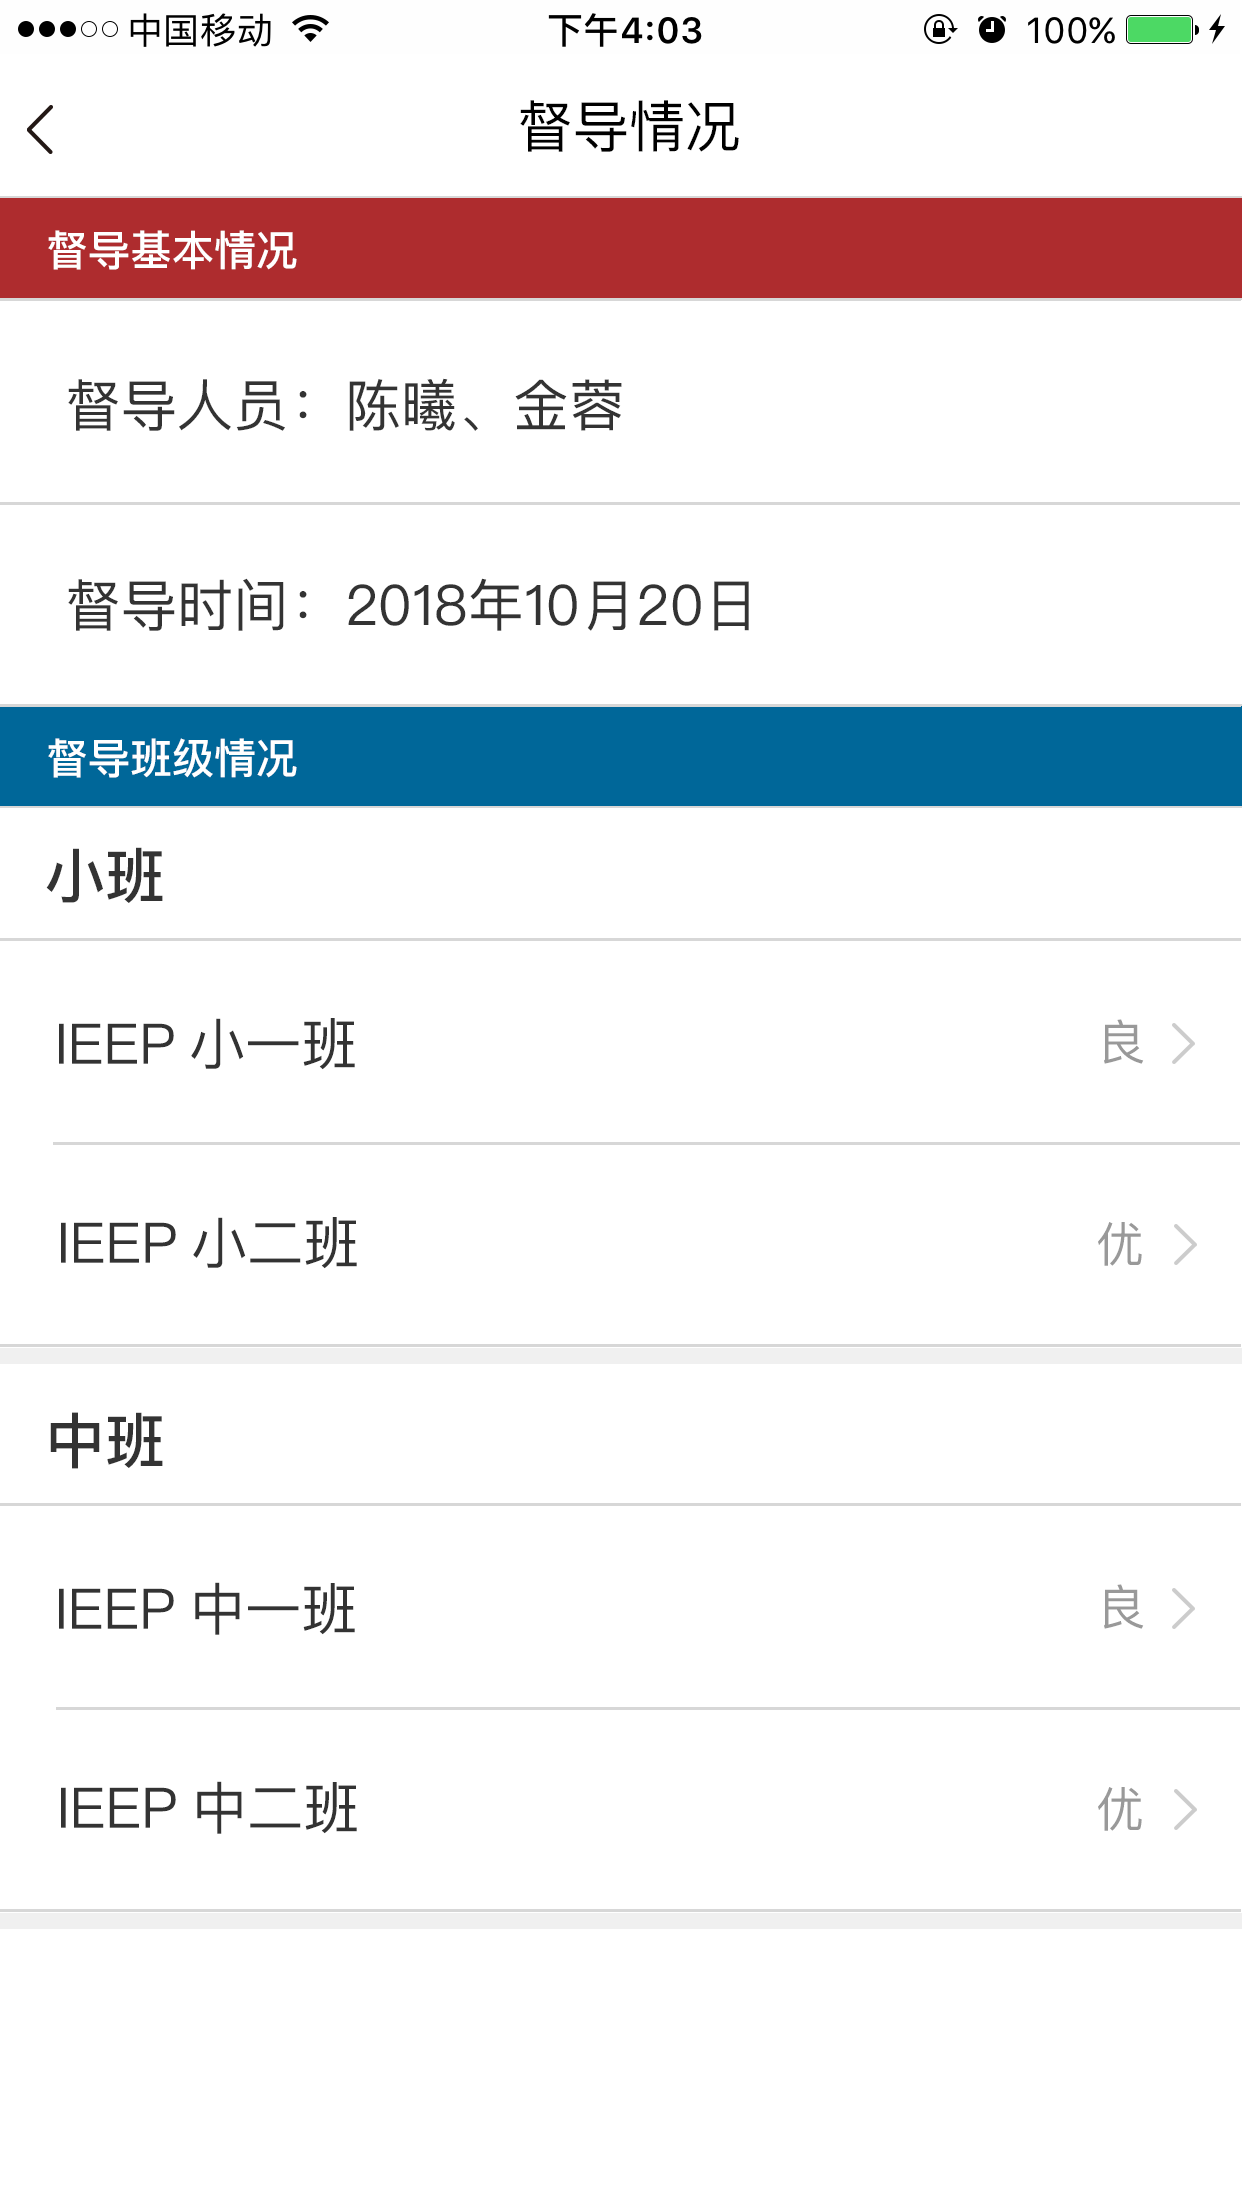 中国移动 下午4:03 100%
督导情况
督导基本情况
督导人员：陈曦、金蓉
督导时间：2018年10月20日
督导班级情况
小班
IEEP 小一班 良
IEEP 小二班 优
中班
IEEP 中一班 良
IEEP 中二班 优